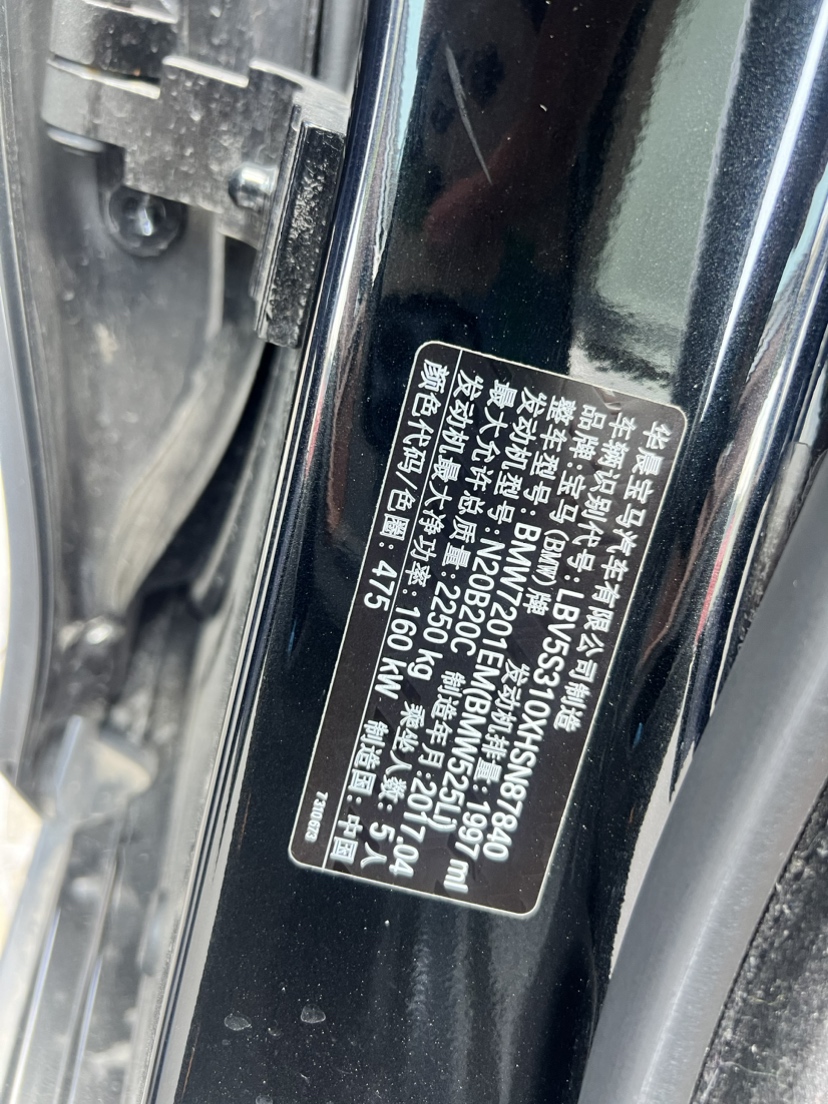 华晨宝马汽车有限公司制造
车辆识别代号: LBV5S310XHSN87840
品牌: 宝马 (BMW) 牌 发动机排量: 1997 ml
整车型号: BMW7201EM(BMW525Li)
发动机型号: N20B20C 制造年月: 2017.04
最大允许总质量: 2250 kg 乘坐人数: 5 人
发动机最大净功率: 160 kW 制造国: 中国
颜色代码/色圈: 475
7310673